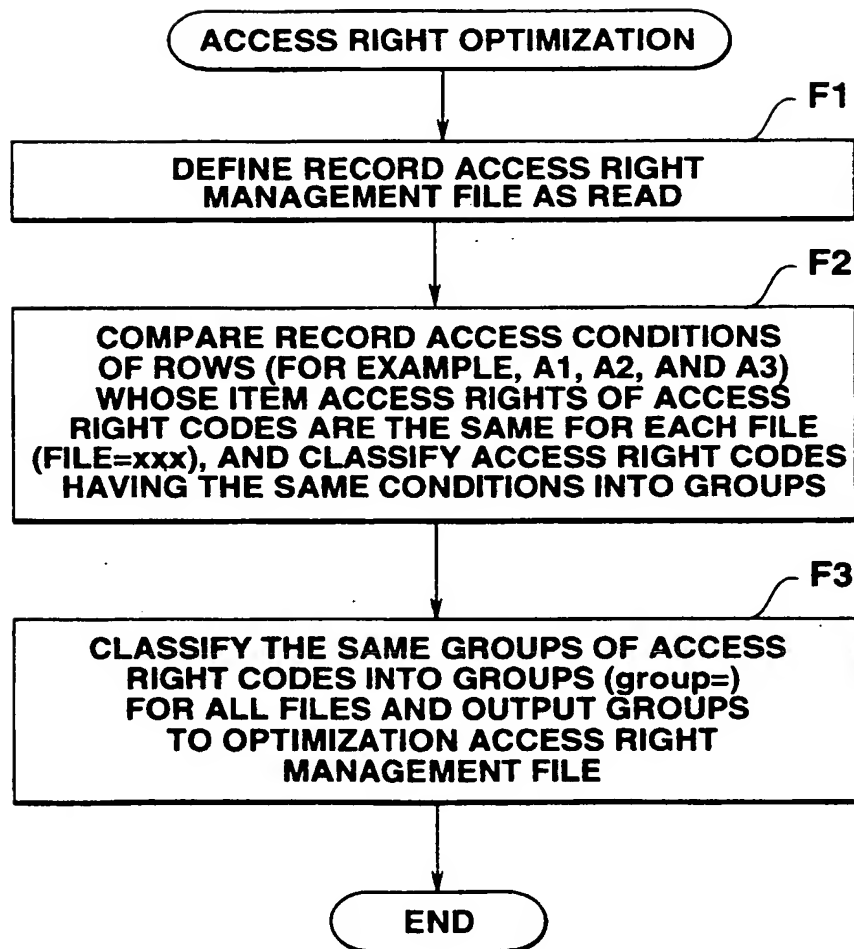 ACCESS RIGHT OPTIMIZATION
F1
DEFINE RECORD ACCESS RIGHT
MANAGEMENT FILE AS READ
F2
COMPARE RECORD ACCESS CONDITIONS
OF ROWS (FOR EXAMPLE, A1, A2, AND A3)
WHOSE ITEM ACCESS RIGHTS OF ACCESS
RIGHT CODES ARE THE SAME FOR EACH FILE
(FILE=xxx), AND CLASSIFY ACCESS RIGHT CODES
HAVING THE SAME CONDITIONS INTO GROUPS
F3
CLASSIFY THE SAME GROUPS OF ACCESS
RIGHT CODES INTO GROUPS (group=)
FOR ALL FILES AND OUTPUT GROUPS
TO OPTIMIZATION ACCESS RIGHT
MANAGEMENT FILE
END